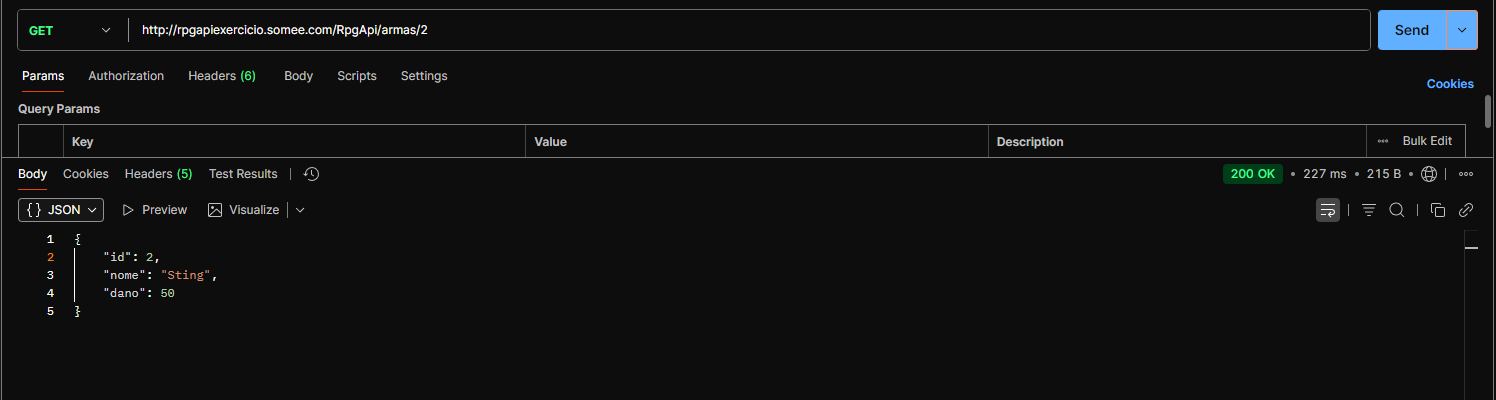 GET http://rpgapiexercicio.somee.com/RpgApi/armas/2 Send
Params Authorization Headers (6) Body Scripts Settings Cookies
Query Params
Key Value Description Bulk Edit
Body Cookies Headers (5) Test Results 200 OK • 227 ms • 215 B •
{} JSON Preview Visualize
1 {
2 "id": 2,
3 "nome": "Sting",
4 "dano": 50
5 }